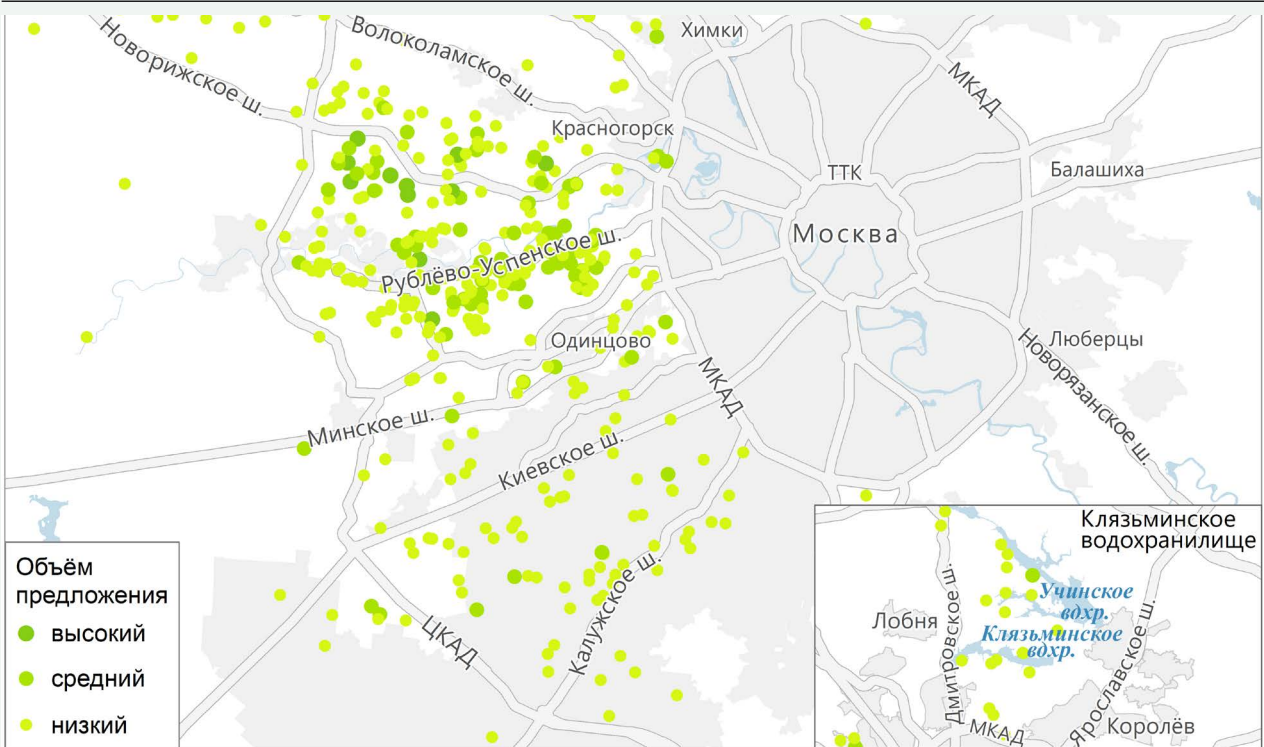 Химки
Новорижское ш.
Волоколамское ш.
МКАД
Красногорск
Балашиха
ТТК
Москва
Рублёво-Успенское ш.
Одинцово
Новорязанское ш.
Люберцы
МКАД
Минское ш.
Киевское ш.
Калужское ш.
ЦКАД
Объём
предложения
высокий
средний
низкий
Клязьминское
водохранилище
Учинское
вдхр.
Лобня
Клязьминское
вдхр.
Дмитровское ш.
Ярославское ш.
МКАД
Королёв